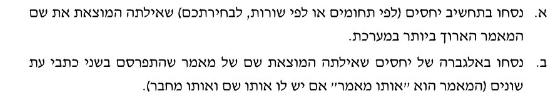 א. נסחו בתחשיב יחסים (לפי תחומים או לפי שורות, לבחירתכם) שאילתה המוצאת את שם
המאמר הארוך ביותר במערכת.
ב. נסחו באלגברה של יחסים שאילתה המוצאת שם של מאמר שהתפרסם בשני כתבי עת
שונים (המאמר הוא "אותו מאמר" אם יש לו אותו שם ואותו מחבר).